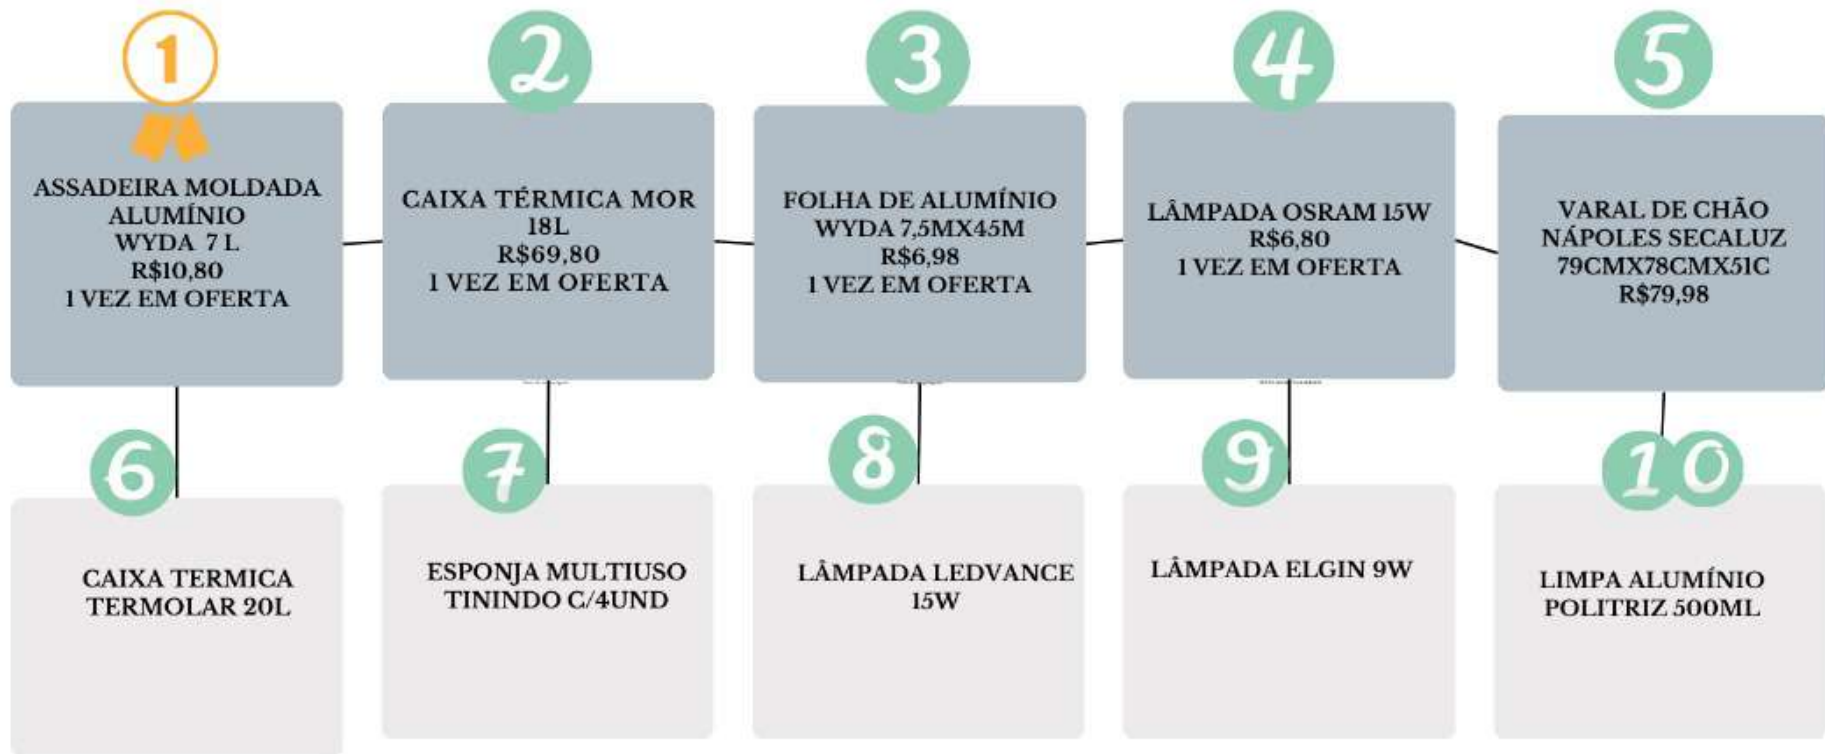 1
ASSADEIRA MOLDADA
ALUMÍNIO
WYDA 7 L
R$10,80
1 VEZ EM OFERTA
2
CAIXA TÉRMICA MOR
18L
R$69,80
1 VEZ EM OFERTA
3
FOLHA DE ALUMÍNIO
WYDA 7,5MX45M
R$6,98
1 VEZ EM OFERTA
4
LÂMPADA OSRAM 15W
R$6,80
1 VEZ EM OFERTA
5
VARAL DE CHÃO
NÁPOLES SECALUZ
79CMX78CMX51C
R$79,98
6
CAIXA TERMICA
TERMOLAR 20L
7
ESPONJA MULTIUSO
TININDO C/4UND
8
LÂMPADA LEDVANCE
15W
9
LÂMPADA ELGIN 9W
10
LIMPA ALUMÍNIO
POLITRIZ 500ML